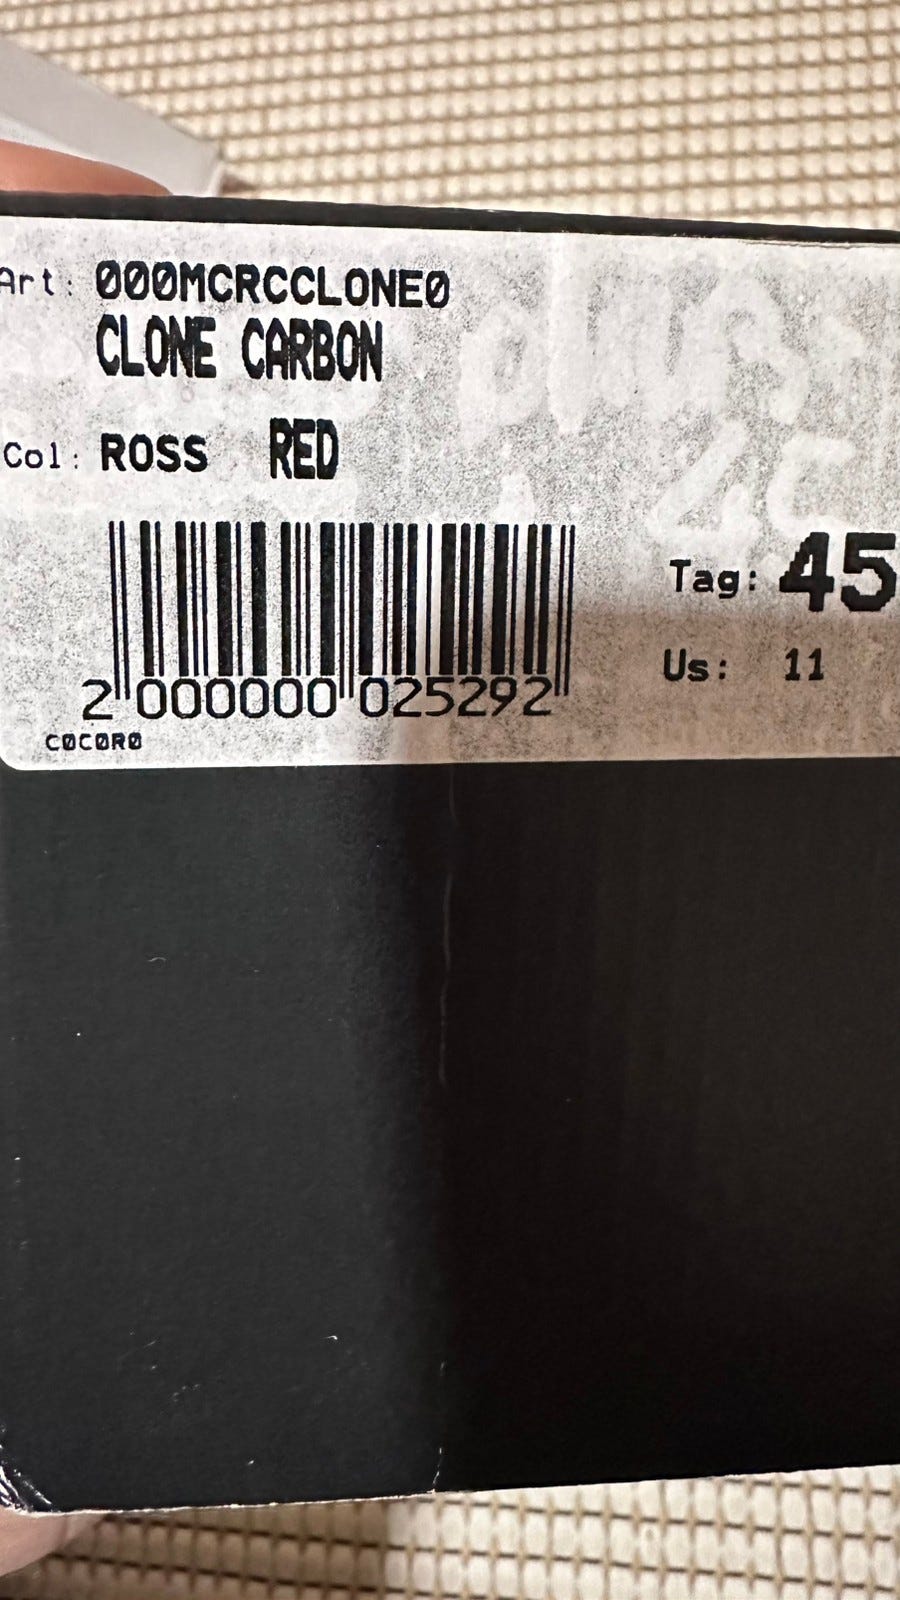 Art: 000MCRCCLONE0
CLONE CARBON
Col: ROSS RED
Tag: 45
Us: 11
2 000000 025292
C0C0R0